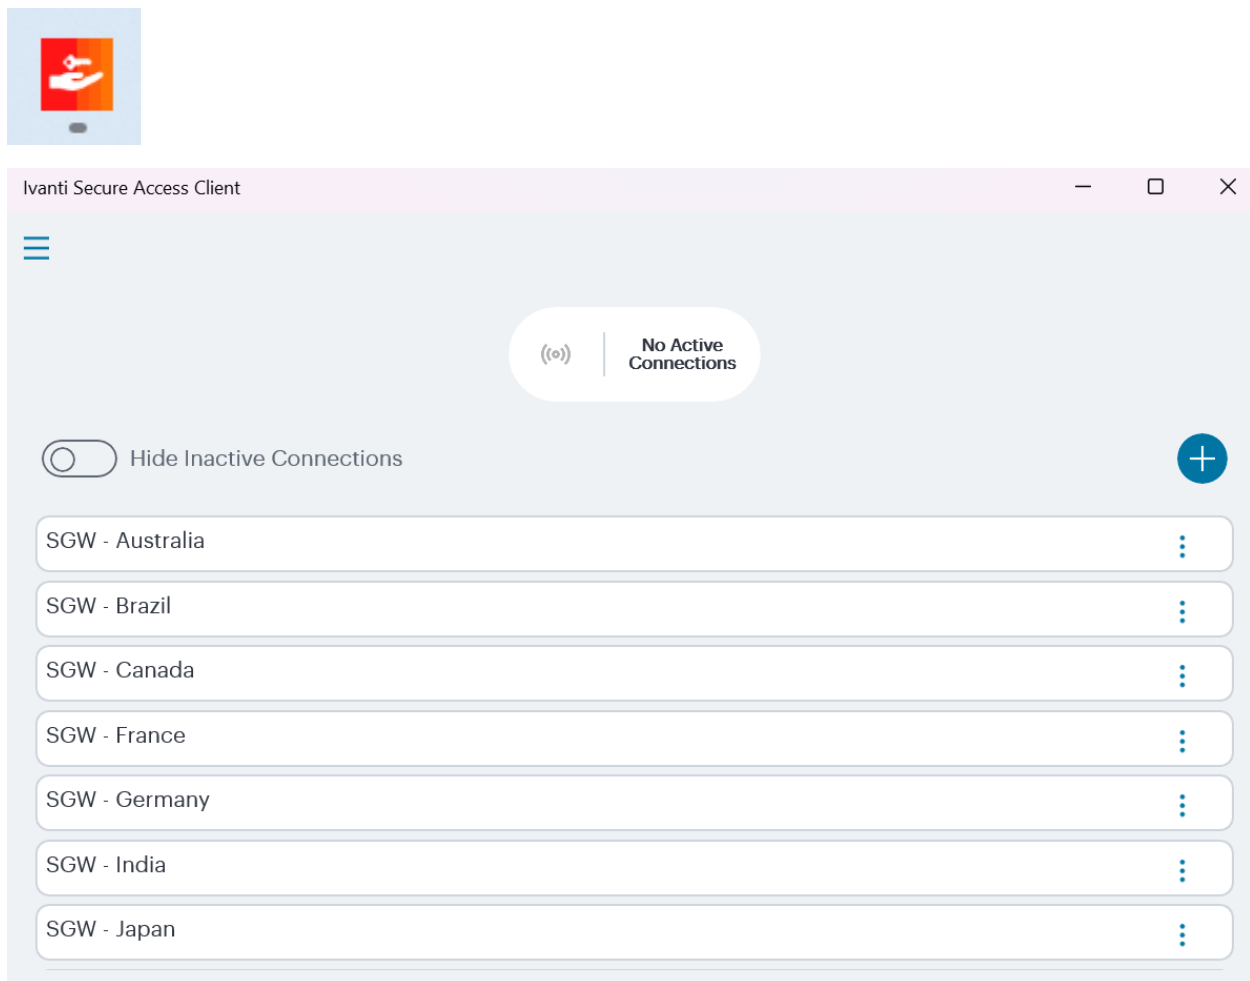 Ivanti Secure Access Client
No Active
Connections
Hide Inactive Connections
SGW - Australia
SGW - Brazil
SGW - Canada
SGW - France
SGW - Germany
SGW - India
SGW - Japan